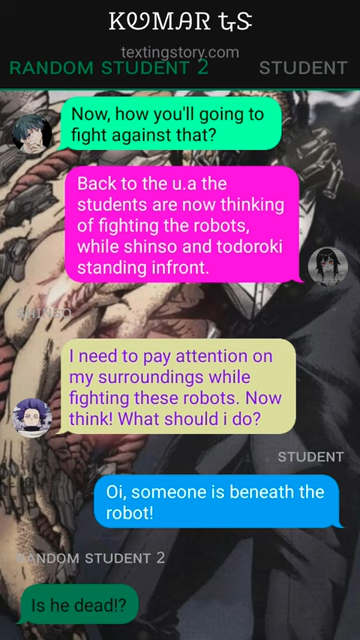 KUMAR GS
textingstory.com
RANDOM STUDENT 2 STUDENT
Now, how you'll going to
fight against that?
Back to the u.a the
students are now thinking
of fighting the robots,
while shinso and todoroki
standing infront.
SHINSO
I need to pay attention on
my surroundings while
fighting these robots. Now
think! What should i do?
STUDENT
Oi, someone is beneath the
robot!
RANDOM STUDENT 2
Is he dead!?